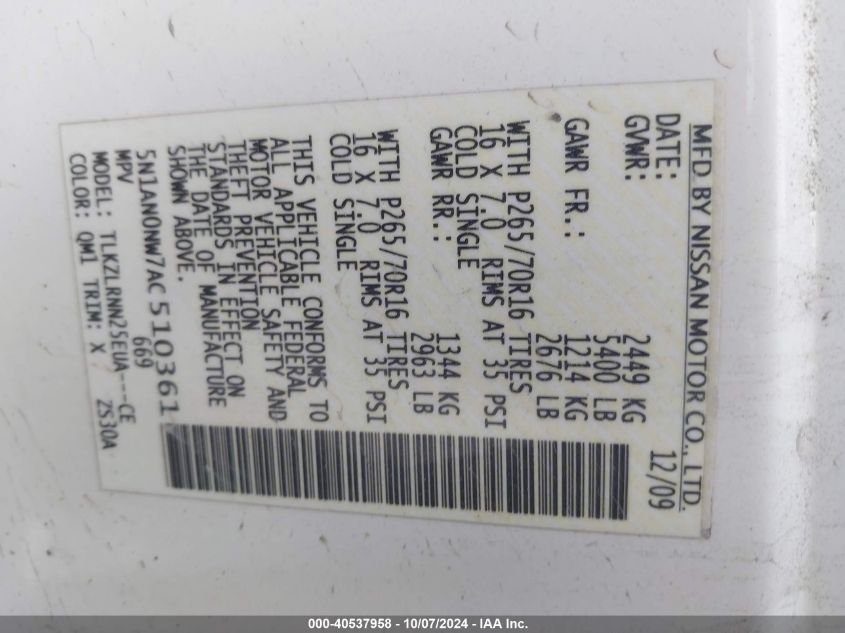 MFD. BY NISSAN MOTOR CO., LTD.
DATE: 12/09
GVWR: 2449 KG
5400 LB
GAWR FR.: 1214 KG
2676 LB
WITH P265/70R16 TIRES
16 X 7.0 RIMS AT 35 PSI
COLD SINGLE
GAWR RR.: 1344 KG
2963 LB
WITH P265/70R16 TIRES
16 X 7.0 RIMS AT 35 PSI
COLD SINGLE
THIS VEHICLE CONFORMS TO
ALL APPLICABLE FEDERAL
MOTOR VEHICLE SAFETY AND
THEFT PREVENTION
STANDARDS IN EFFECT ON
THE DATE OF MANUFACTURE
SHOWN ABOVE.
5N1AN0NW7AC510361
MPV 669
MODEL: TLKZLRNN25EUA---CE
COLOR: QM1 TRIM: X ZS30A
000-40537958 - 10/07/2024 - IAA Inc.